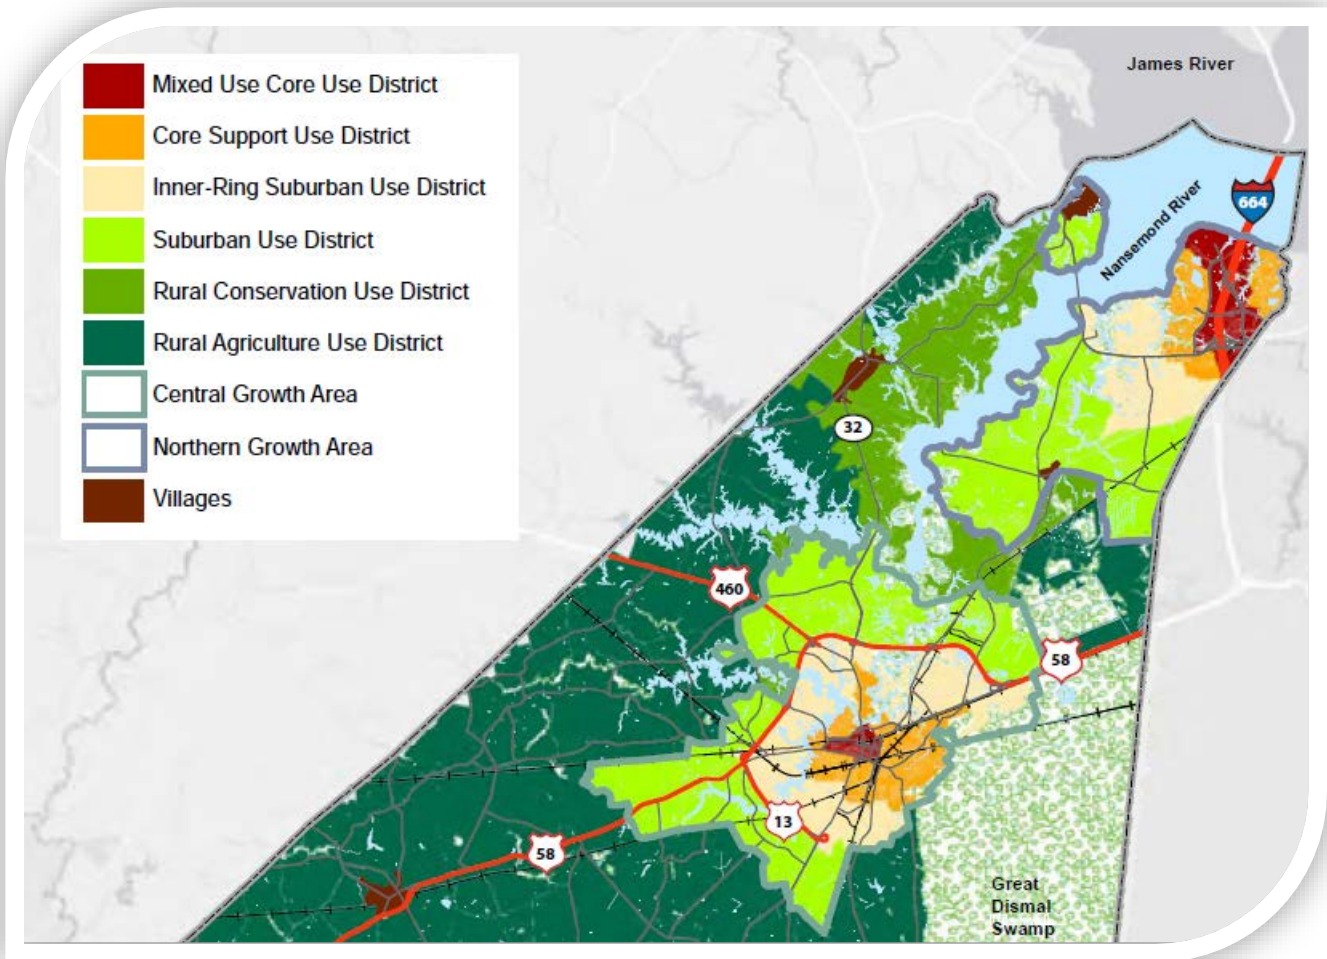 Mixed Use Core Use District
Core Support Use District
Inner-Ring Suburban Use District
Suburban Use District
Rural Conservation Use District
Rural Agriculture Use District
Central Growth Area
Northern Growth Area
Villages
James River
664
Nansemond River
32
460
58
13
58
Great
Dismal
Swamp